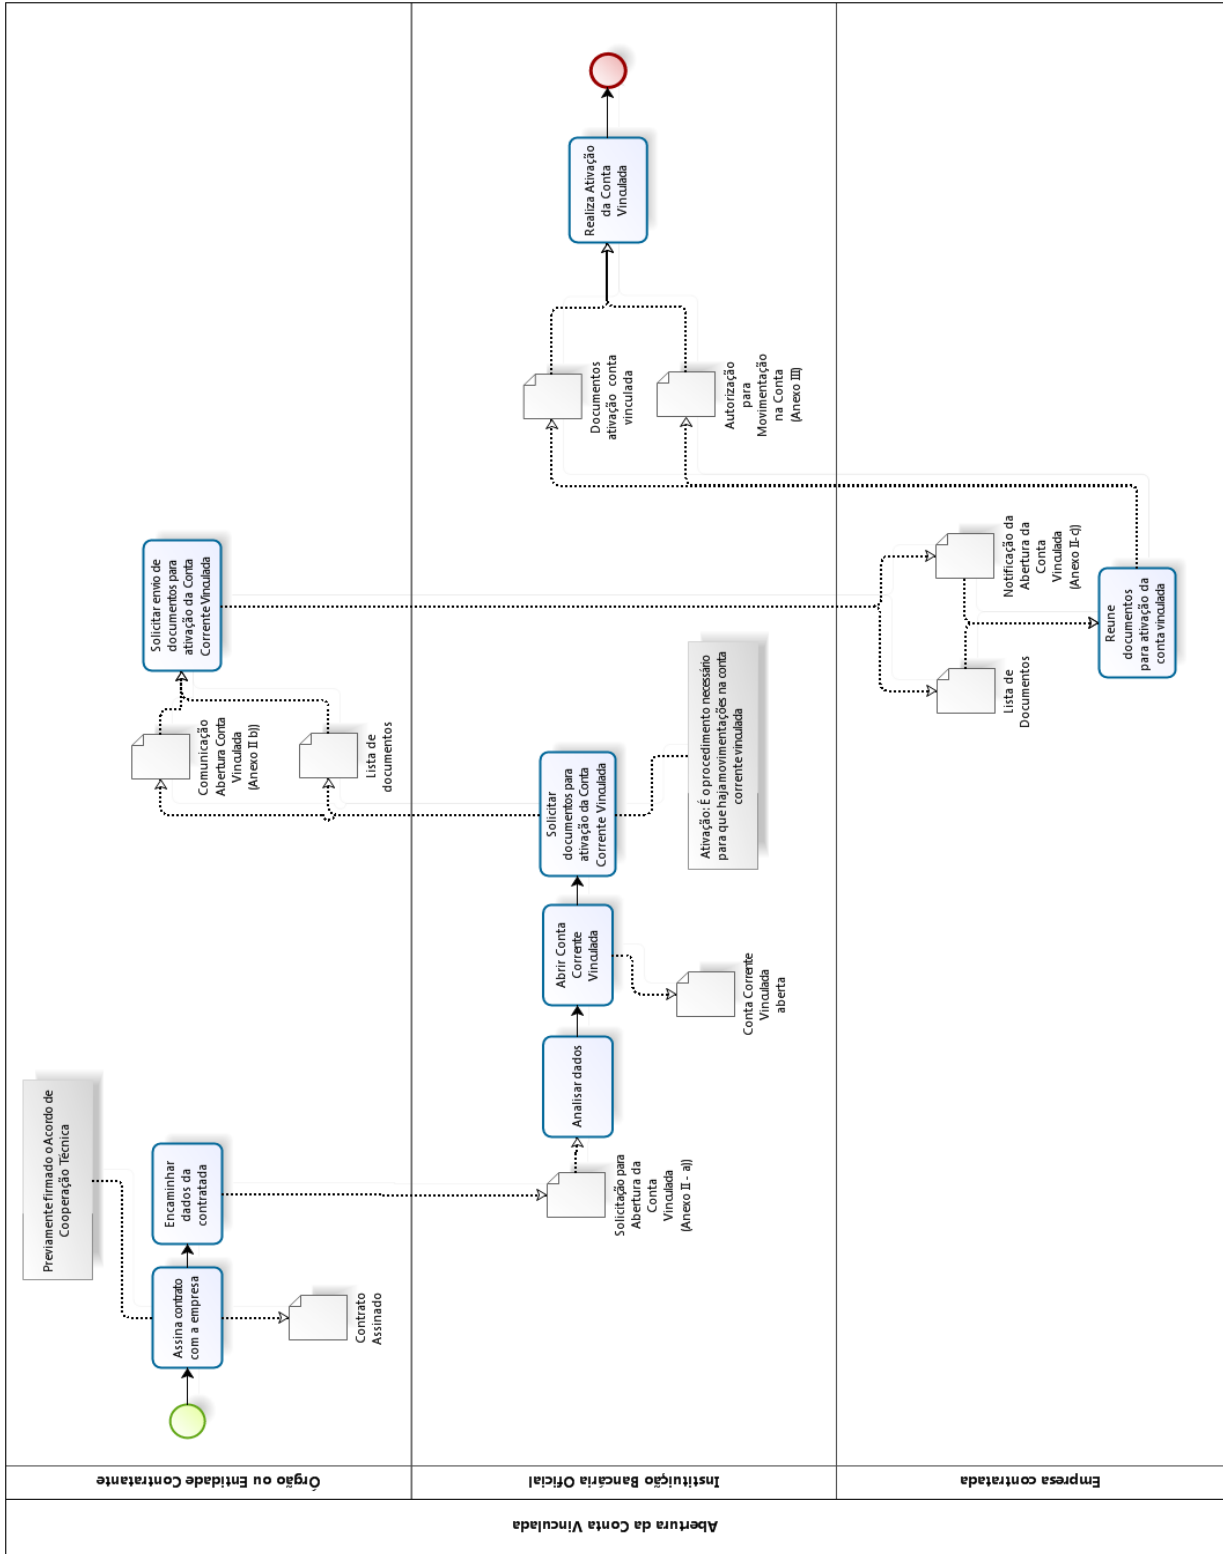 Abertura da Conta Vinculada
Órgão ou Entidade Contratante
Previamente firmado o Acordo de
Cooperação Técnica
Assina contrato
com a empresa
Contrato
Assinado
Encaminhar
dados da
contratada
Comunicação
Abertura Conta
Vinculada
(Anexo II b))
Lista de
documentos
Solicitar envio de
documentos para
ativação da Conta
Corrente Vinculada
Instituição Bancária Oficial
Solicitação para
Abertura da
Conta
Vinculada
(Anexo II - a))
Analisar dados
Abrir Conta
Corrente
Vinculada
Conta Corrente
Vinculada
aberta
Solicitar
documentos para
ativação da Conta
Corrente Vinculada
Ativação: É o procedimento necessário
para que haja movimentações na conta
corrente vinculada
Documentos
ativação conta
vinculada
Autorização
para
Movimentação
na Conta
(Anexo III)
Realiza Ativação
da Conta
Vinculada
Empresa contratada
Lista de
Documentos
Notificação da
Abertura da
Conta
Vinculada
(Anexo II-d))
Reune
documentos
para ativação da
conta vinculada